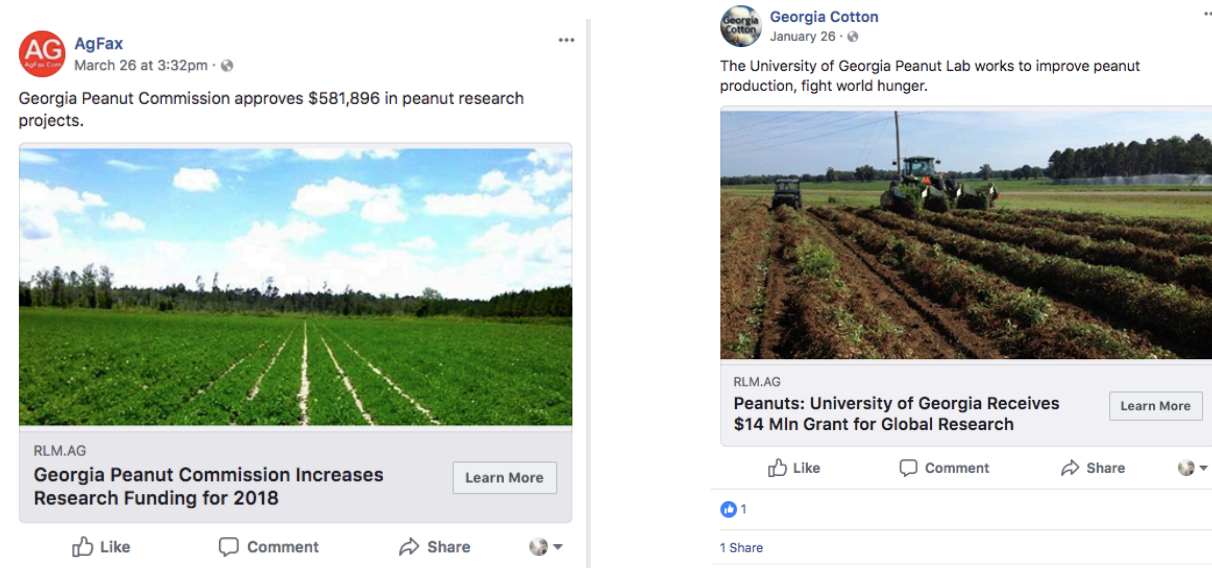 AG
AgFax.Com
AgFax
March 26 at 3:32pm ·
Georgia Peanut Commission approves $581,896 in peanut research
projects.
RLM.AG
Georgia Peanut Commission Increases
Research Funding for 2018
Learn More
Like
Comment
Share
Georgia
Cotton
Georgia Cotton
January 26 ·
The University of Georgia Peanut Lab works to improve peanut
production, fight world hunger.
RLM.AG
Peanuts: University of Georgia Receives
$14 Mln Grant for Global Research
Learn More
Like
Comment
Share
1
1 Share